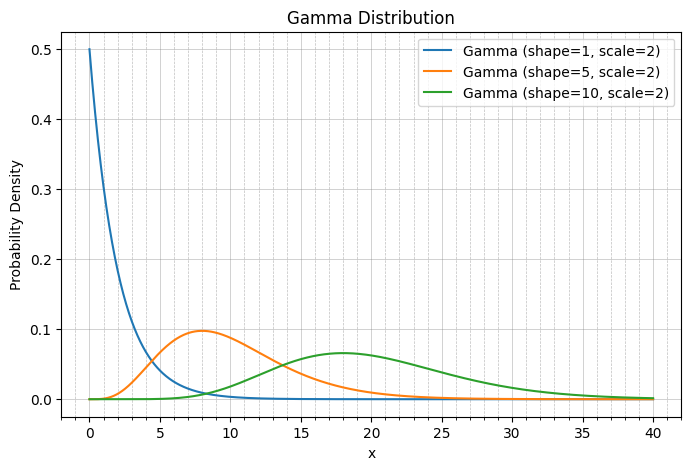 Gamma Distribution
Gamma (shape=1, scale=2)
Gamma (shape=5, scale=2)
Gamma (shape=10, scale=2)
Probability Density
0.5
0.4
0.3
0.2
0.1
0.0
0 5 10 15 20 25 30 35 40
x